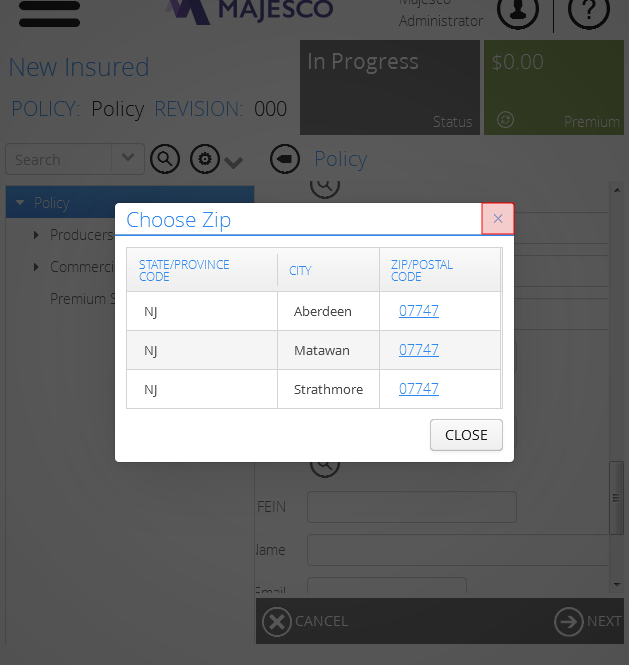 MAJESCO
Majesco
Administrator
?
New Insured
In Progress
Status
$0.00
Premium
POLICY: Policy REVISION: 000
Search
Policy
Policy
Producers
Commerci
Premium S
Choose Zip
×
STATE/PROVINCE CODE CITY ZIP/POSTAL CODE
NJ Aberdeen 07747
NJ Matawan 07747
NJ Strathmore 07747
CLOSE
FEIN
Name
Email
CANCEL
NEXT